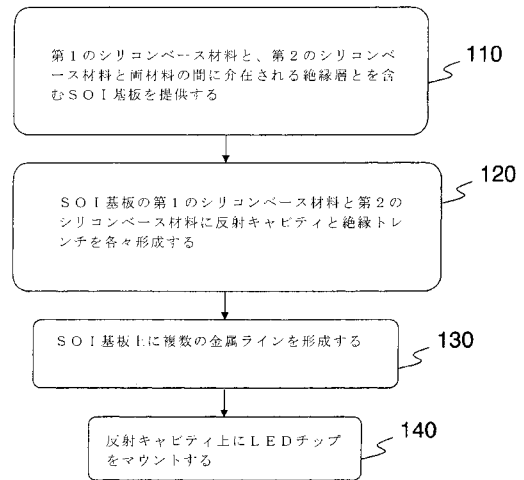 第１のシリコンベース材料と、第２のシリコンベ
ース材料と両材料の間に介在される絶縁層とを含
むＳＯＩ基板を提供する
110
ＳＯＩ基板の第１のシリコンベース材料と第２の
シリコンベース材料に反射キャビティと絶縁トレ
ンチを各々形成する
120
ＳＯＩ基板上に複数の金属ラインを形成する
130
反射キャビティ上にＬＥＤチップ
をマウントする
140